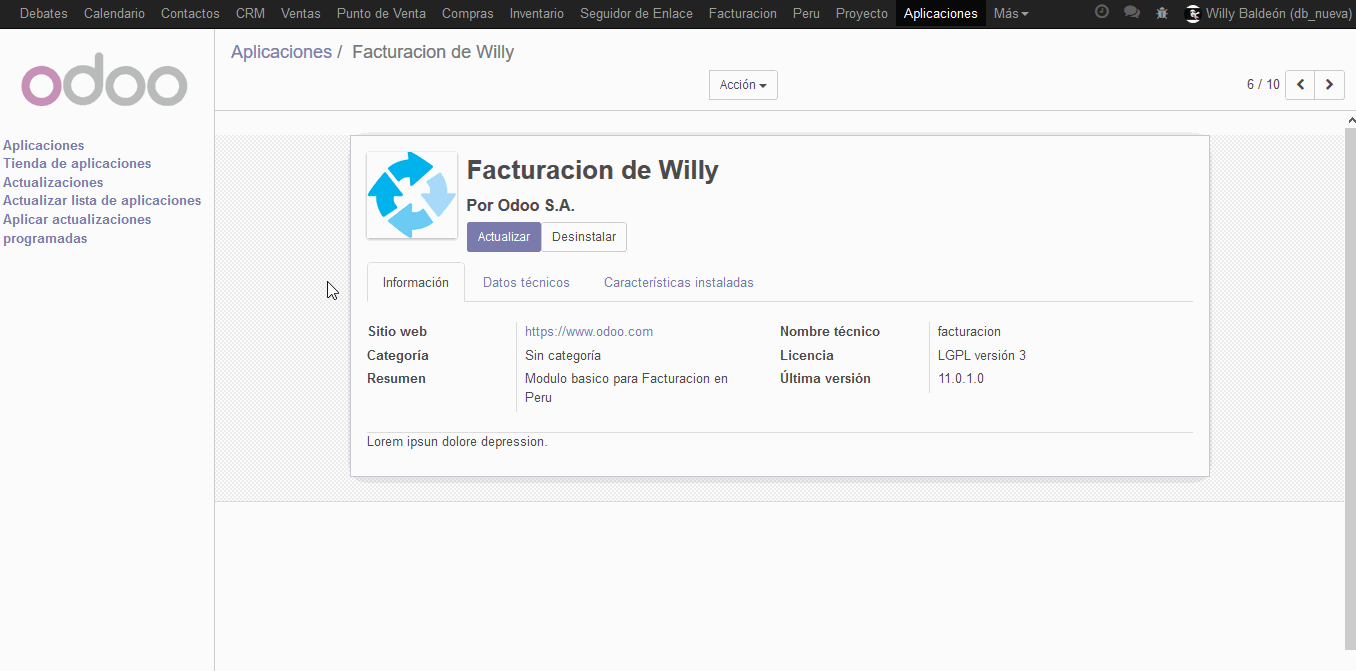 Debates Calendario Contactos CRM Ventas Punto de Venta Compras Inventario Seguidor de Enlace Facturacion Peru Proyecto Aplicaciones Más Willy Baldeón (db_nueva)
odoo
Aplicaciones
Tienda de aplicaciones
Actualizaciones
Actualizar lista de aplicaciones
Aplicar actualizaciones
programadas
Aplicaciones / Facturacion de Willy
Acción
6 / 10
Facturacion de Willy
Por Odoo S.A.
Actualizar Desinstalar
Información Datos técnicos Características instaladas
Sitio web https://www.odoo.com Nombre técnico facturacion
Categoría Sin categoría Licencia LGPL versión 3
Resumen Modulo basico para Facturacion en Última versión 11.0.1.0
Peru
Lorem ipsun dolore depression.